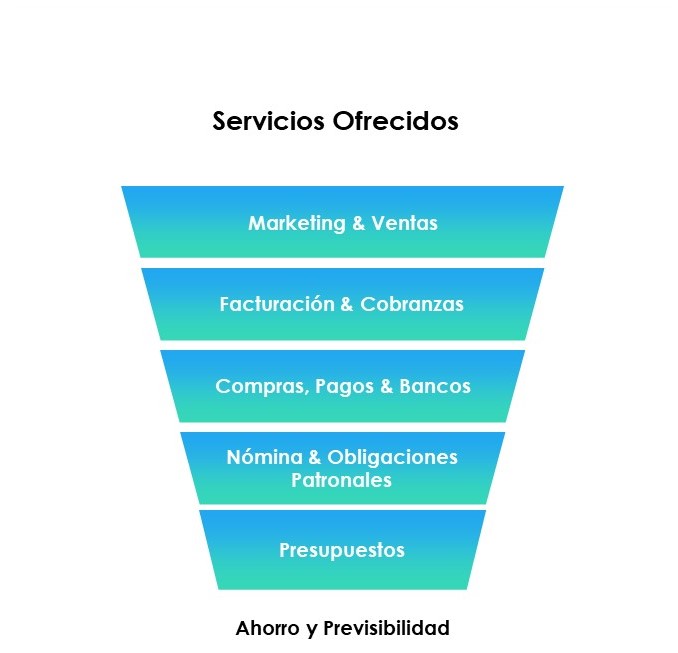 Servicios Ofrecidos
Marketing & Ventas
Facturación & Cobranzas
Compras, Pagos & Bancos
Nómina & Obligaciones
Patronales
Presupuestos
Ahorro y Previsibilidad